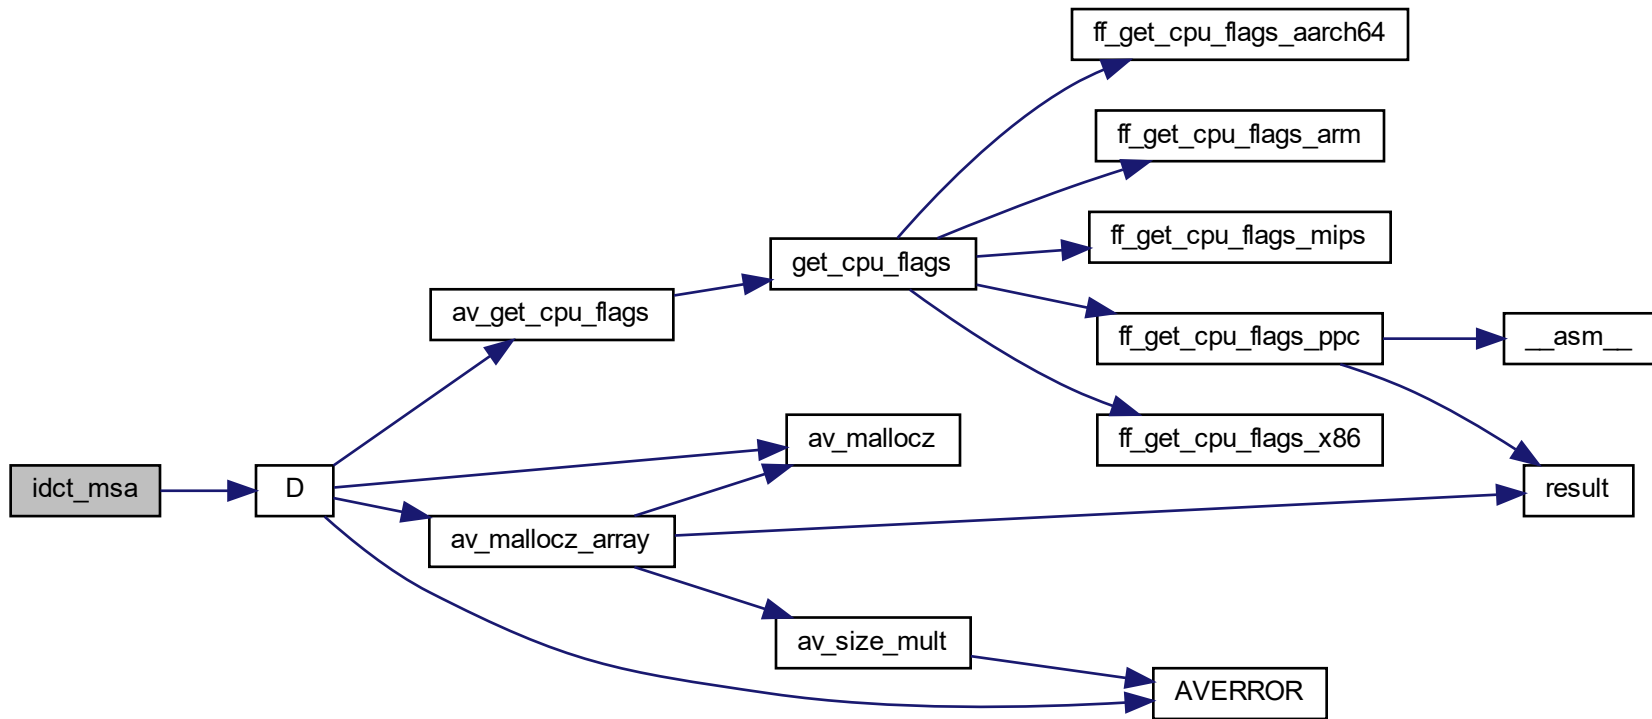 ff_get_cpu_flags_aarch64
ff_get_cpu_flags_arm
ff_get_cpu_flags_mips
get_cpu_flags
av_get_cpu_flags
ff_get_cpu_flags_ppc
__asm__
av_mallocz
ff_get_cpu_flags_x86
idct_msa
D
result
av_mallocz_array
av_size_mult
AVERROR